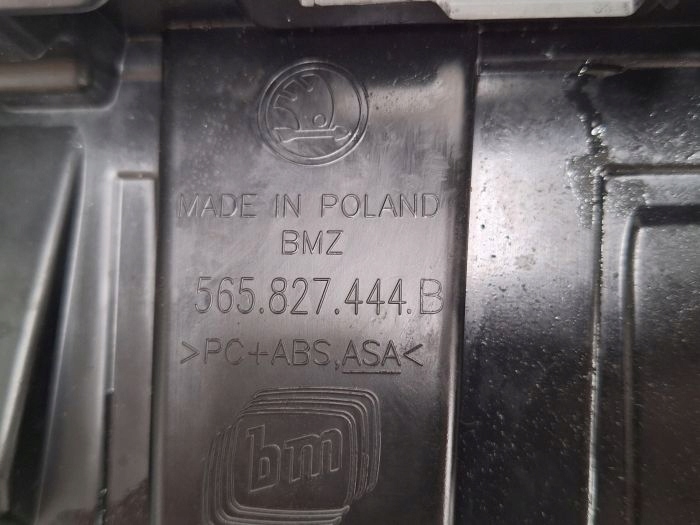 MADE IN POLAND
BMZ
565.827.444.B
>PC+ABS,ASA<
bm